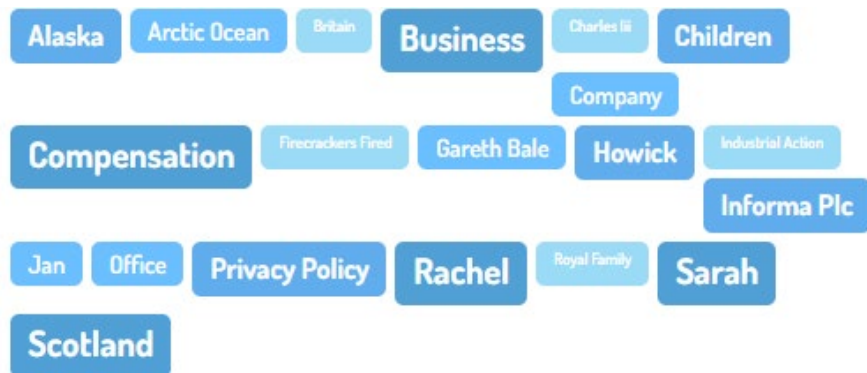 Alaska Arctic Ocean Britain Business Charles Iii Children
Company
Compensation Firecrackers Fired Gareth Bale Howick Industrial Action
Informa Plc
Jan Office Privacy Policy Rachel Royal Family Sarah
Scotland